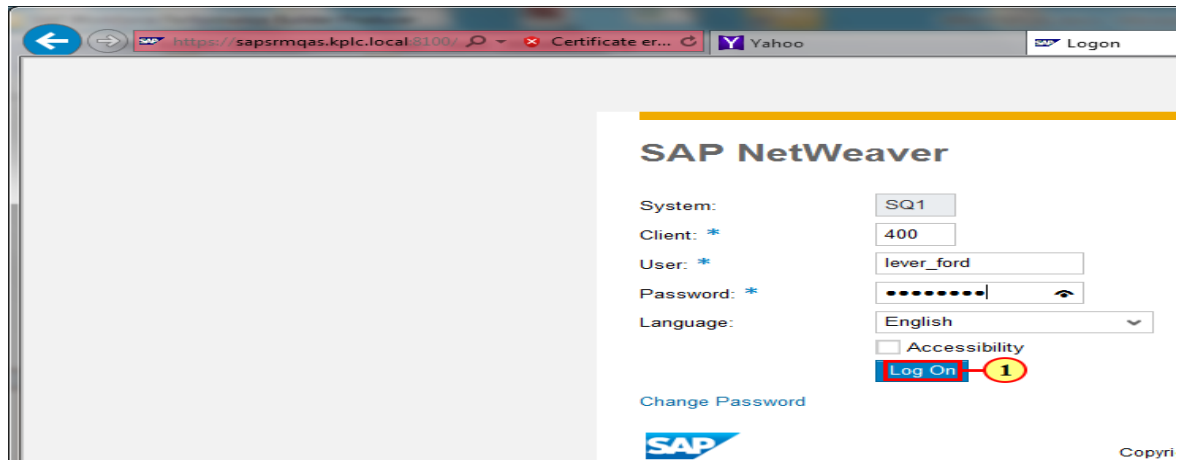 https://sapsrmqas.kplc.local:8100/ Certificate er... Yahoo Logon
SAP NetWeaver
System: SQ1
Client: * 400
User: * lever_ford
Password: * ••••••••
Language: English
Accessibility
Log On 1
Change Password
SAP
Copyri